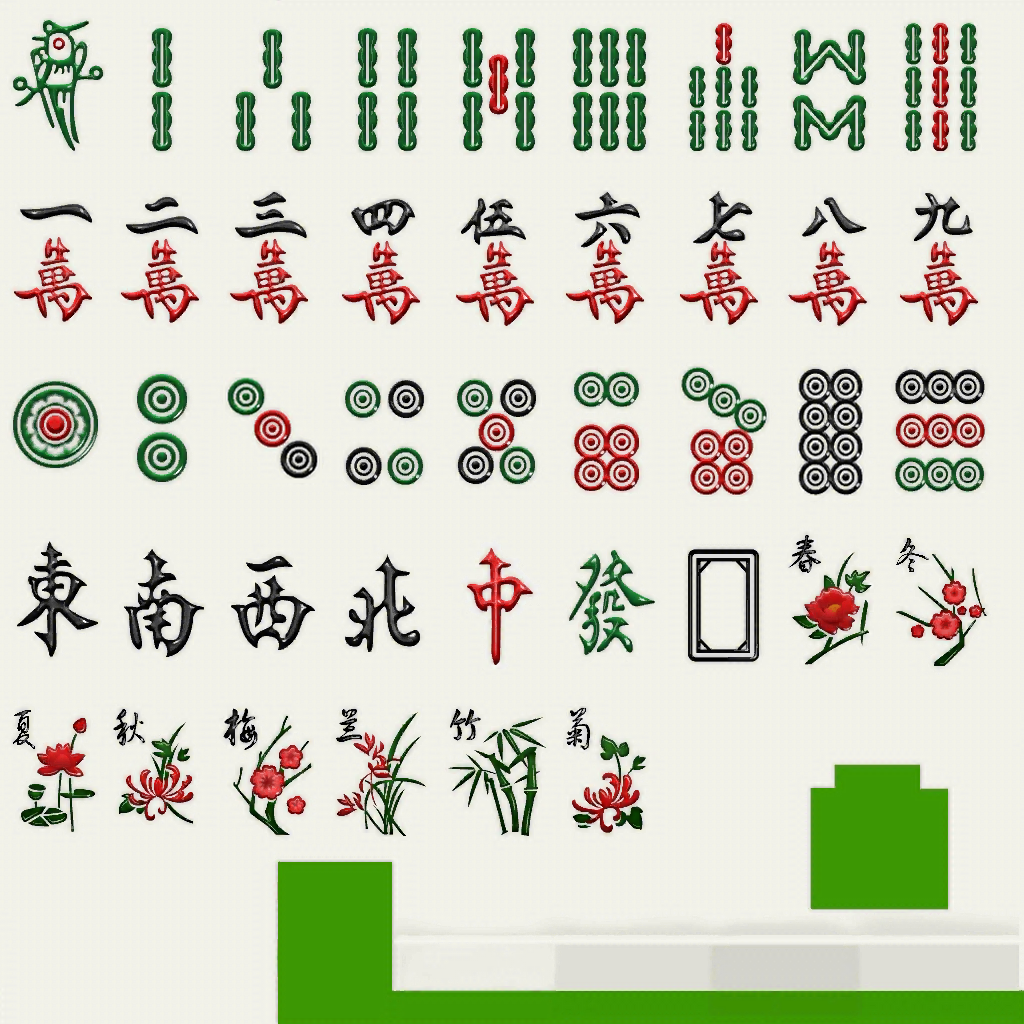 一 二 三 四 伍 六 七 八 九
萬 萬 萬 萬 萬 萬 萬 萬 萬
東 南 西 北 中 發 春 冬
夏 秋 梅 兰 竹 菊